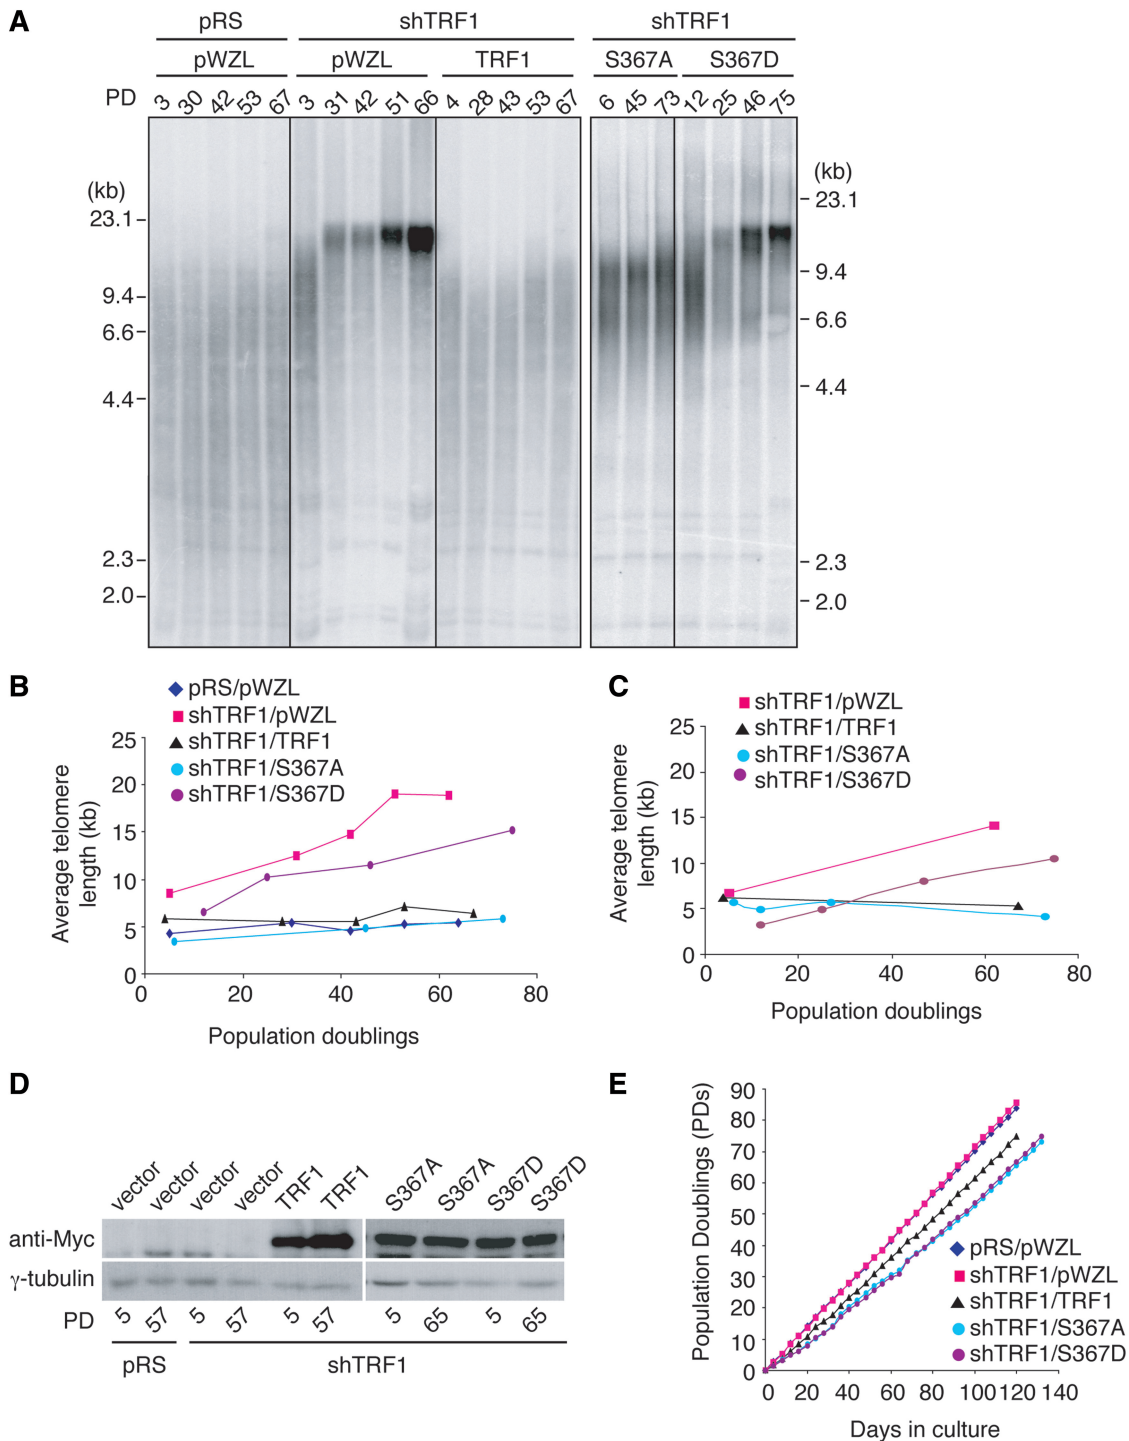 A
pRS shTRF1 shTRF1
pWZL pWZL TRF1 S367A S367D
PD 3 30 42 53 67 3 31 42 51 66 4 28 43 53 67 6 45 73 12 25 46 75
(kb) (kb)
23.1 23.1
9.4 9.4
6.6 6.6
4.4 4.4
2.3 2.3
2.0 2.0
B
pRS/pWZL
shTRF1/pWZL
shTRF1/TRF1
shTRF1/S367A
shTRF1/S367D
Average telomere
length (kb)
25
20
15
10
5
0
0 20 40 60 80
Population doublings
C
shTRF1/pWZL
shTRF1/TRF1
shTRF1/S367A
shTRF1/S367D
Average telomere
length (kb)
25
20
15
10
5
0
0 20 40 60 80
Population doublings
D
vector vector vector vector TRF1 TRF1 S367A S367A S367D S367D
anti-Myc
γ-tubulin
PD 5 57 5 57 5 57 5 65 5 65
pRS shTRF1
E
Population Doublings (PDs)
90
80
70
60
50
40
30
20
10
0
pRS/pWZL
shTRF1/pWZL
shTRF1/TRF1
shTRF1/S367A
shTRF1/S367D
0 20 40 60 80 100 120 140
Days in culture